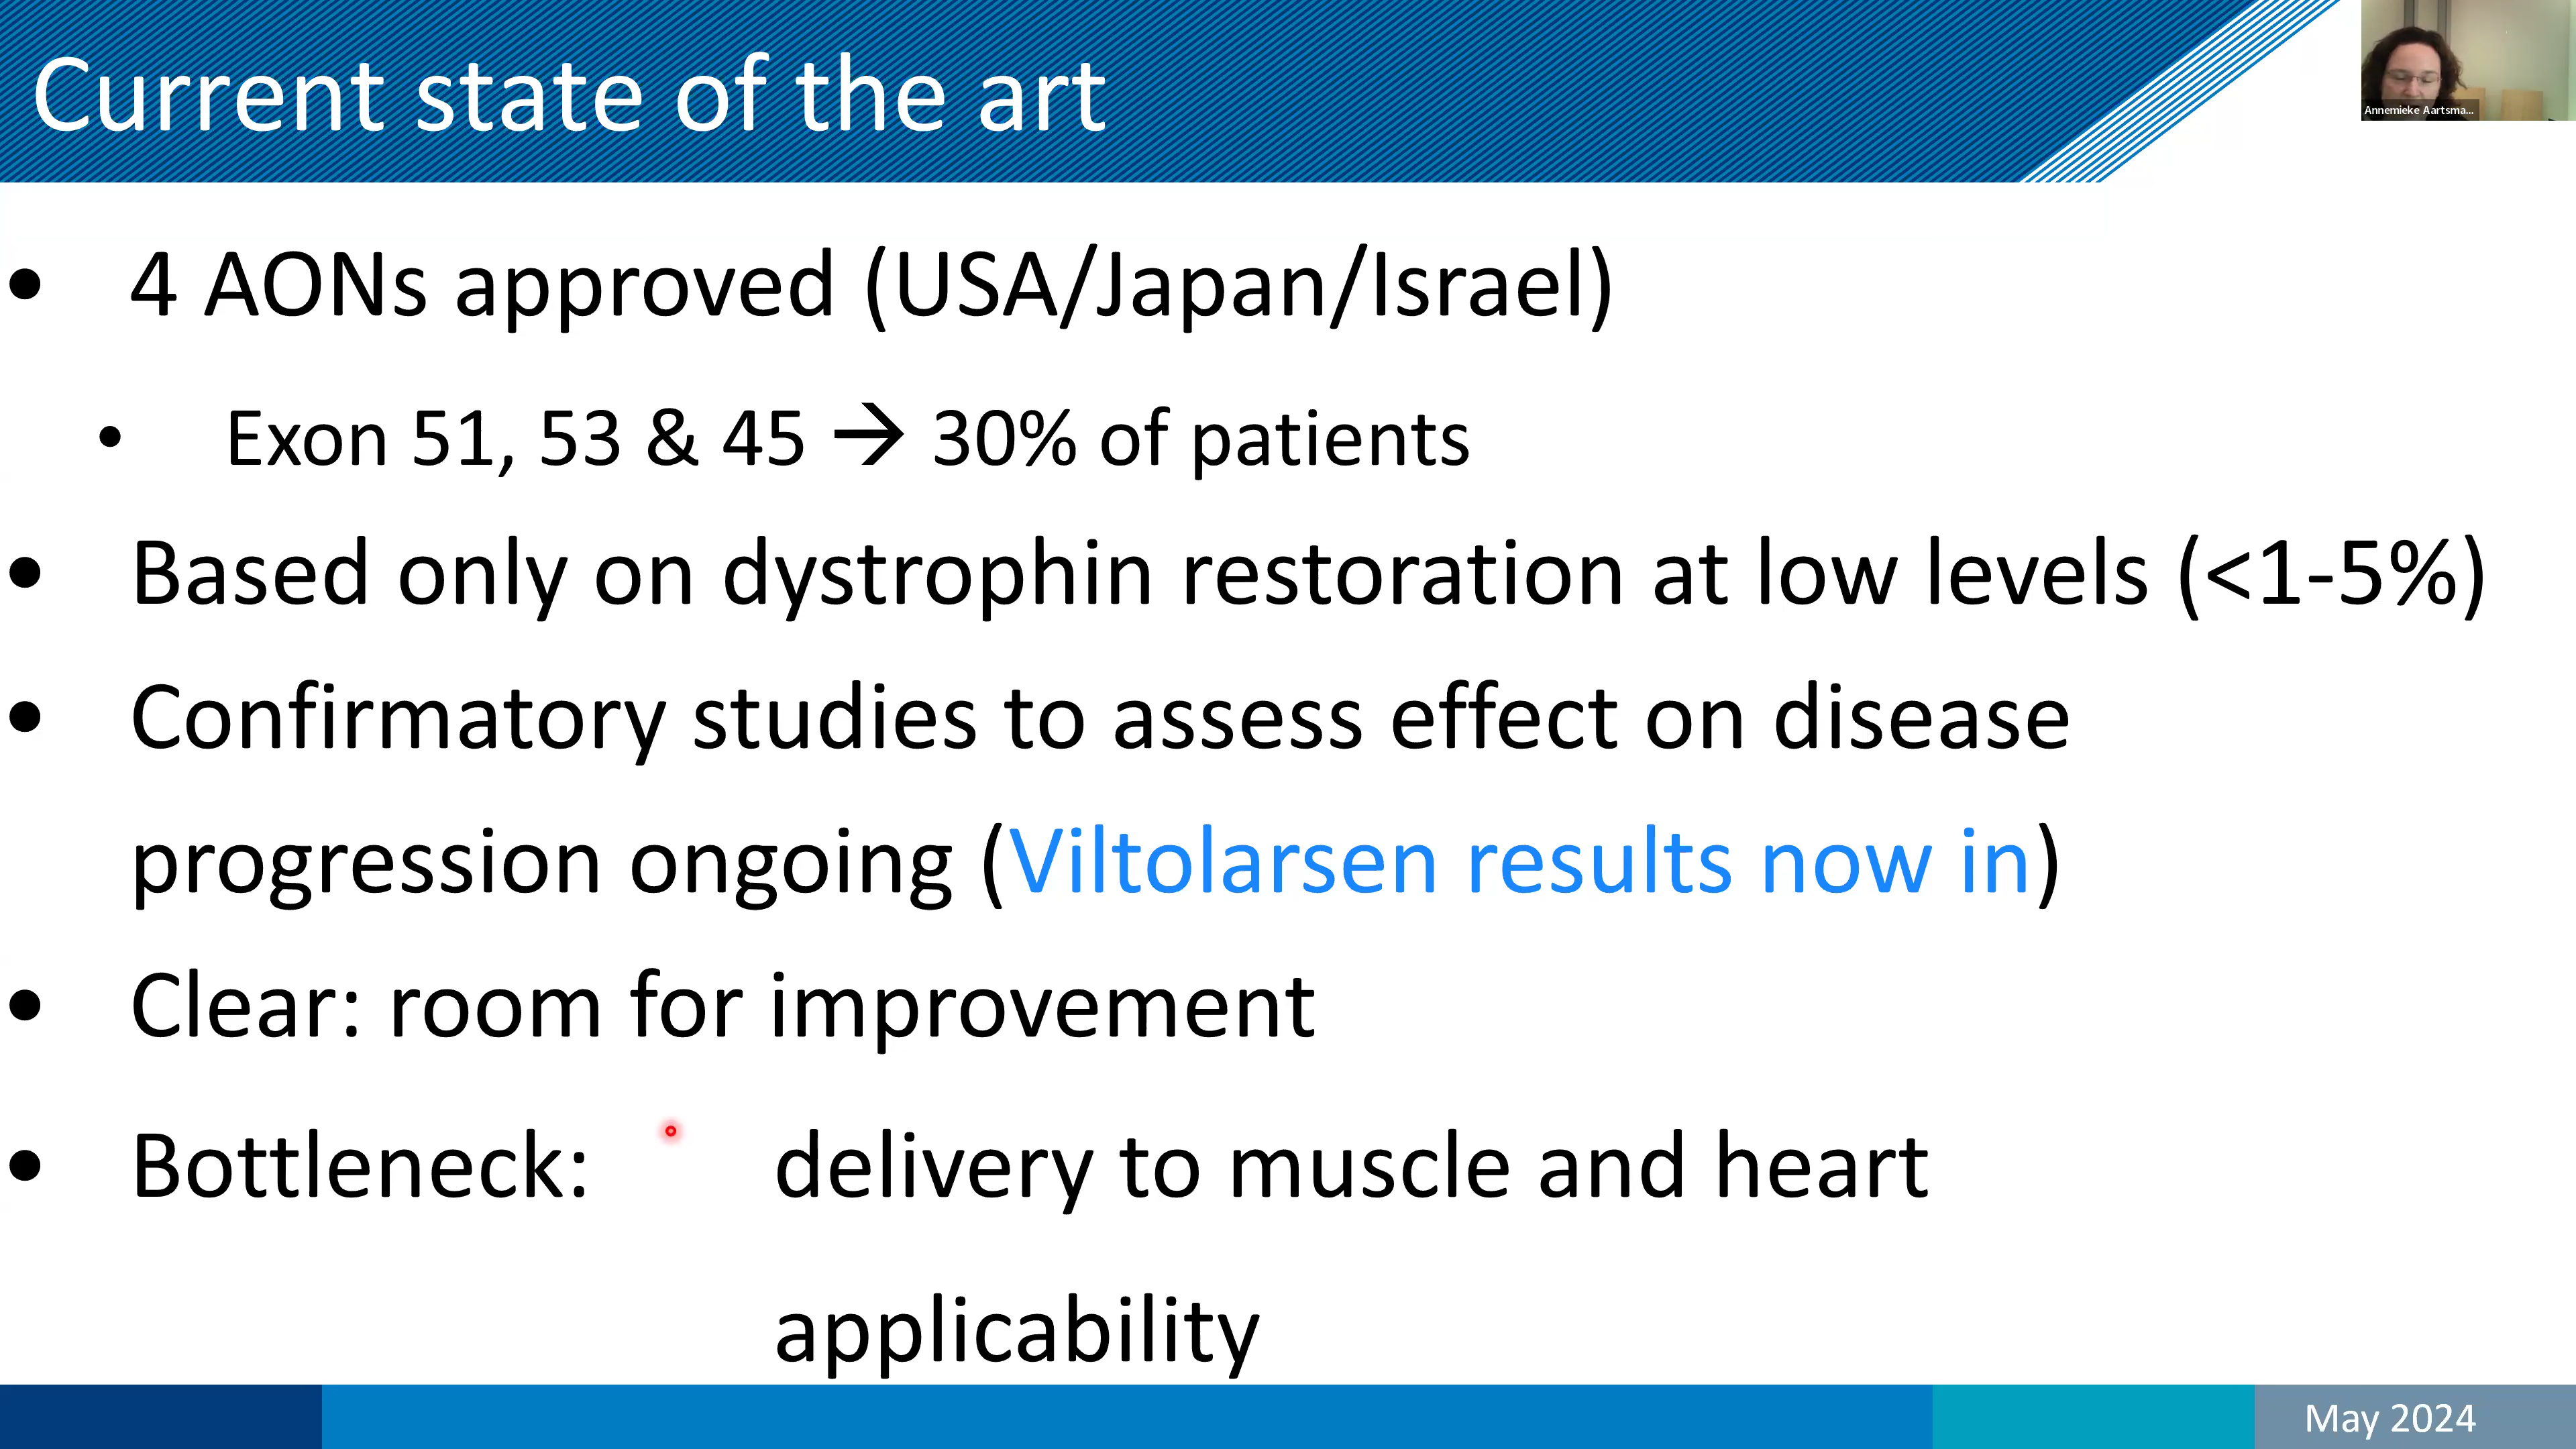 Current state of the art
Annemieke Aartsma...
• 4 AONs approved (USA/Japan/Israel)
• Exon 51, 53 & 45 → 30% of patients
• Based only on dystrophin restoration at low levels (<1-5%)
• Confirmatory studies to assess effect on disease
progression ongoing (Viltolarsen results now in)
• Clear: room for improvement
• Bottleneck: delivery to muscle and heart
applicability
May 2024